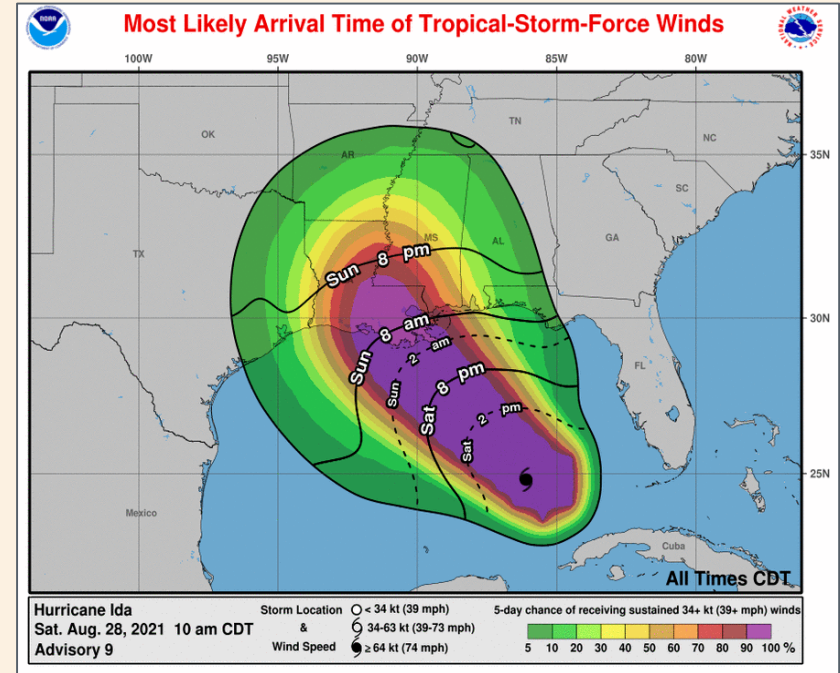 Most Likely Arrival Time of Tropical-Storm-Force Winds
NOAA
NATIONAL WEATHER SERVICE
100W 95W 90W 85W 80W
TN
OK
NC
AR
35N
SC
MS
AL
GA
TX
Sun 8 pm
30N
Sun 8 am
Sun 2 am
FL
Sat 8 pm
Sat 2 pm
25N
Mexico
Cuba
All Times CDT
Hurricane Ida
Sat. Aug. 28, 2021 10 am CDT
Advisory 9
Storm Location
&
Wind Speed
< 34 kt (39 mph)
34-63 kt (39-73 mph)
≥ 64 kt (74 mph)
5-day chance of receiving sustained 34+ kt (39+ mph) winds
5 10 20 30 40 50 60 70 80 90 100 %